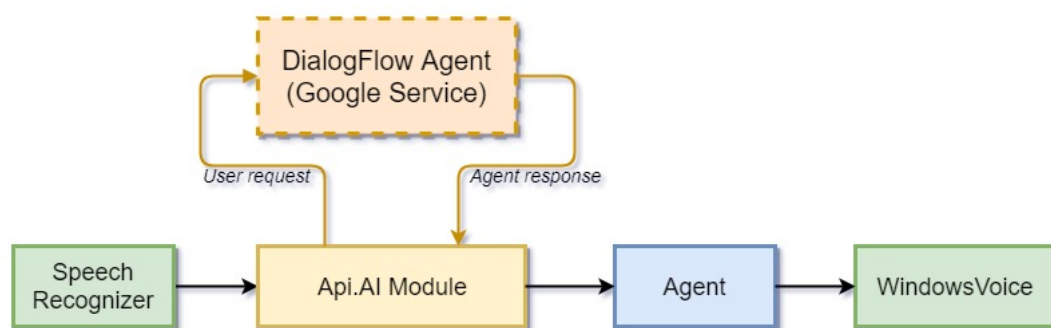 DialogFlow Agent
(Google Service)
User request
Agent response
Speech
Recognizer
Api.AI Module
Agent
WindowsVoice